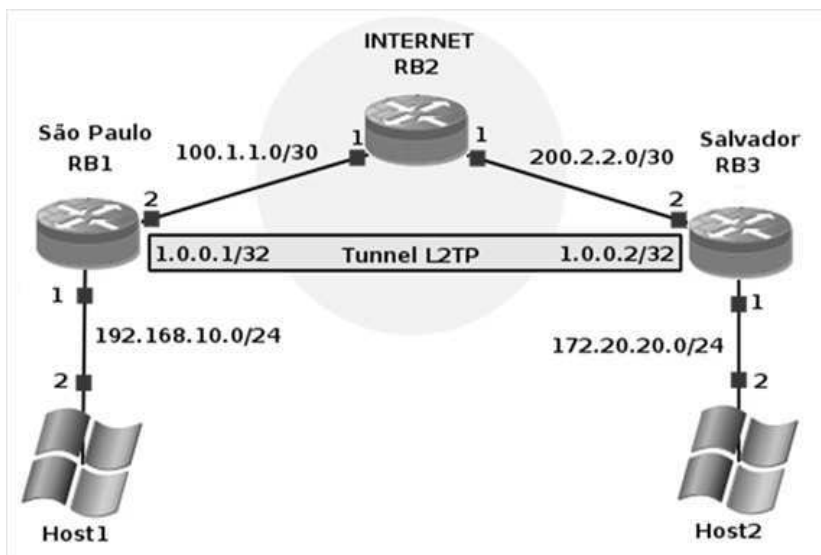 INTERNET
RB2
São Paulo
RB1
Salvador
RB3
100.1.1.0/30
1
1
200.2.2.0/30
2
2
1.0.0.1/32
Tunnel L2TP
1.0.0.2/32
1
1
192.168.10.0/24
172.20.20.0/24
2
2
Host1
Host2